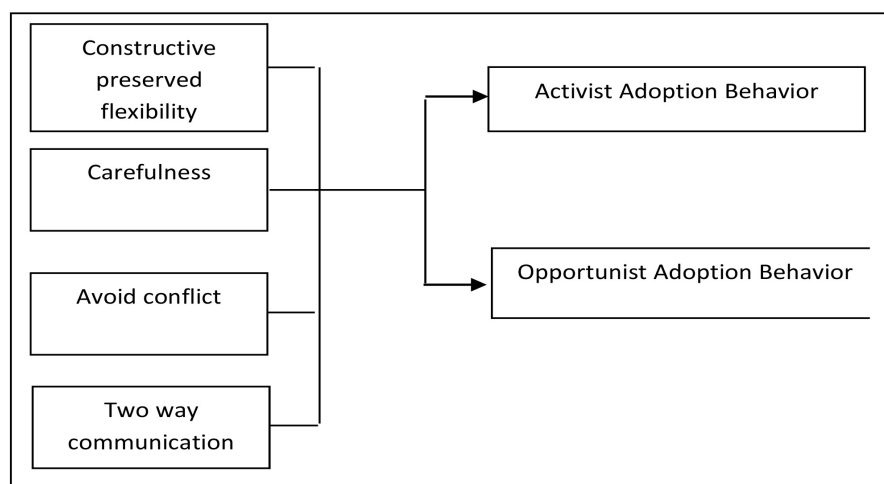 Constructive
preserved
flexibility
Carefulness
Avoid conflict
Two way
communication
Activist Adoption Behavior
Opportunist Adoption Behavior